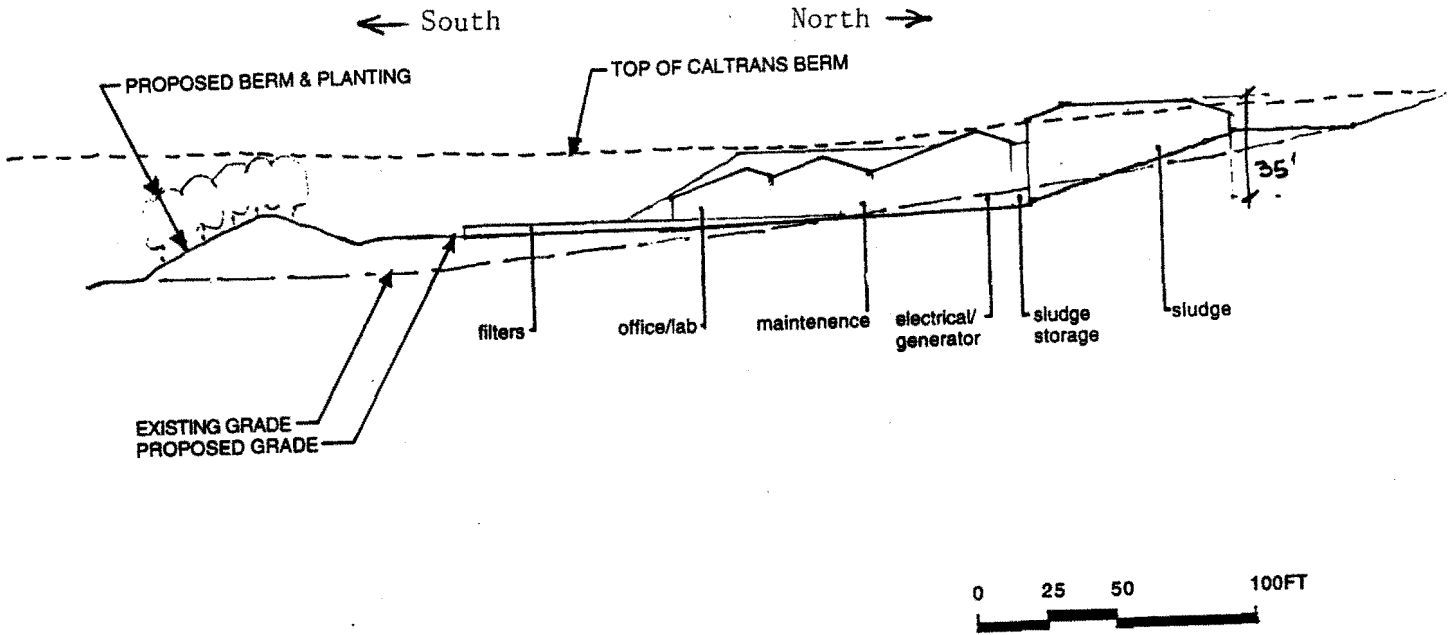 South
North
PROPOSED BERM & PLANTING
TOP OF CALTRANS BERM
35'
filters
office/lab
maintenence
electrical/
generator
sludge
storage
sludge
EXISTING GRADE
PROPOSED GRADE
0 25 50 100FT